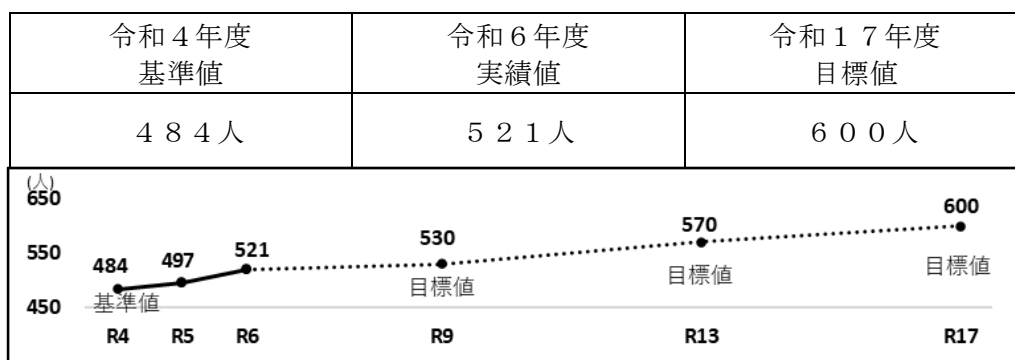 令和４年度 令和６年度 令和１７年度
基準値 実績値 目標値
４８４人 ５２１人 ６００人
(人)
650
600
570
550
530
521
497
484
目標値
目標値
目標値
基準値
450
R4 R5 R6 R9 R13 R17